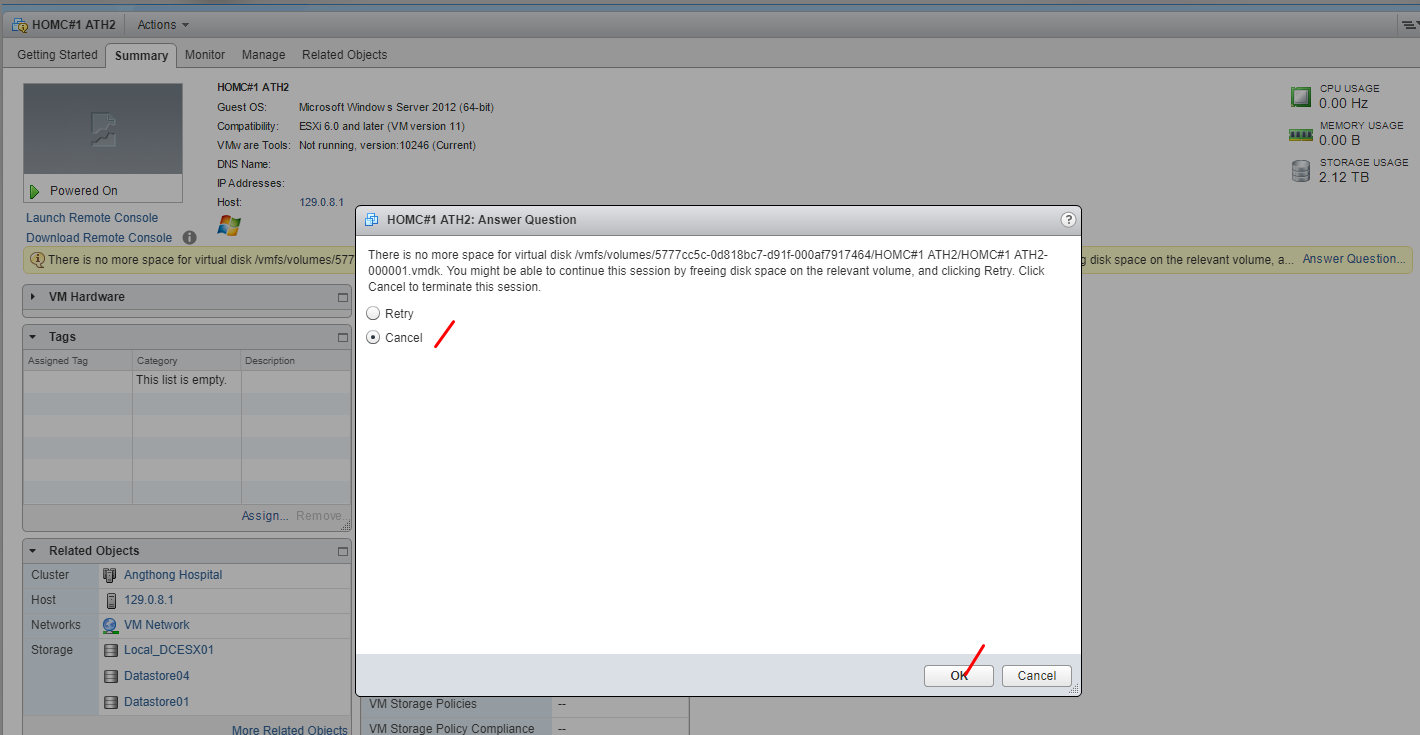 HOMC#1 ATH2 Actions
Getting Started Summary Monitor Manage Related Objects
HOMC#1 ATH2
Guest OS: Microsoft Windows Server 2012 (64-bit)
Compatibility: ESXi 6.0 and later (VM version 11)
VMware Tools: Not running, version:10246 (Current)
DNS Name:
IP Addresses:
Host: 129.0.8.1
Powered On
Launch Remote Console
Download Remote Console
CPU USAGE
0.00 Hz
MEMORY USAGE
0.00 B
STORAGE USAGE
2.12 TB
There is no more space for virtual disk /vmfs/volumes/577
g disk space on the relevant volume, a... Answer Question...
HOMC#1 ATH2: Answer Question ?
There is no more space for virtual disk /vmfs/volumes/5777cc5c-0d818bc7-d91f-000af7917464/HOMC#1 ATH2/HOMC#1 ATH2-
000001.vmdk. You might be able to continue this session by freeing disk space on the relevant volume, and clicking Retry. Click
Cancel to terminate this session.
Retry
Cancel
OK Cancel
VM Hardware
Tags
Assigned Tag Category Description
This list is empty.
Assign... Remove...
Related Objects
Cluster Angthong Hospital
Host 129.0.8.1
Networks VM Network
Storage Local_DCESX01
Datastore04
Datastore01
More Related Objects
VM Storage Policies --
VM Storage Policy Compliance --